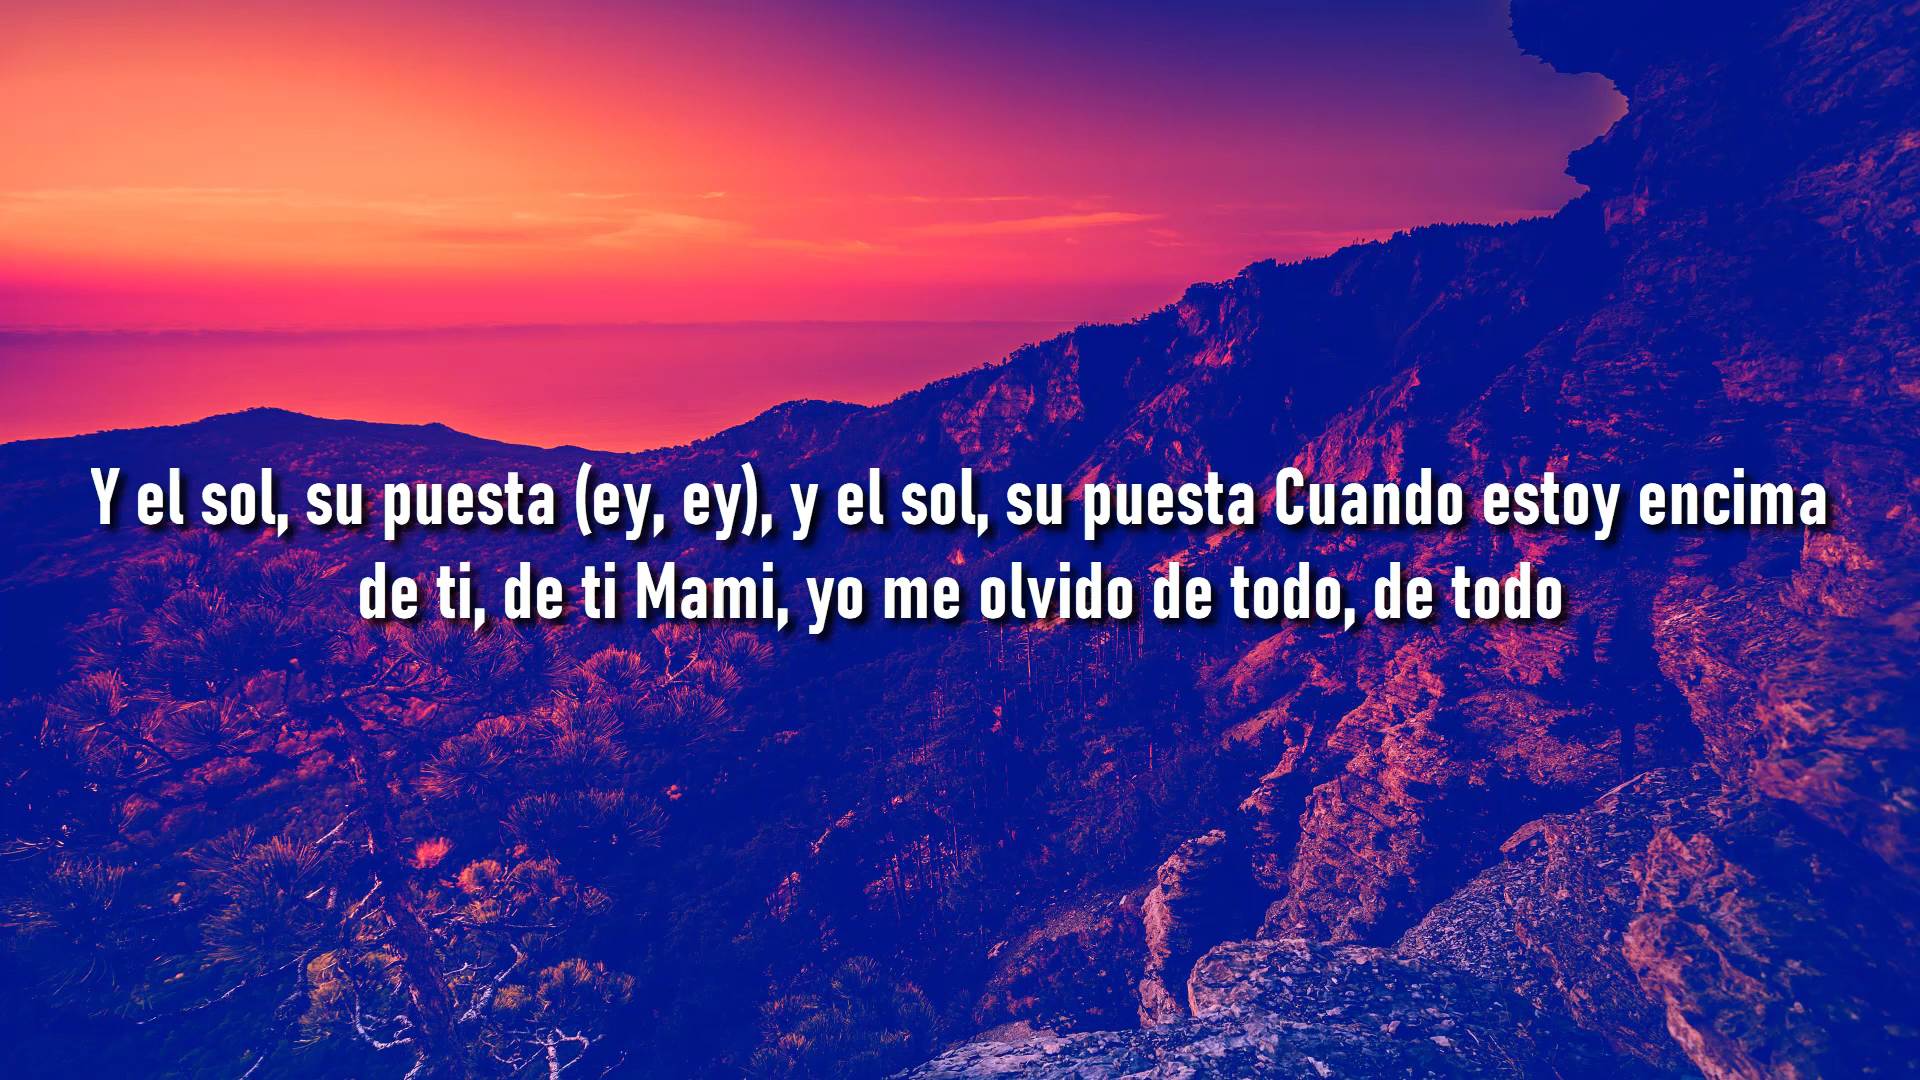 Y el sol, su puesta (ey, ey), y el sol, su puesta Cuando estoy encima
de ti, de ti Mami, yo me olvido de todo, de todo